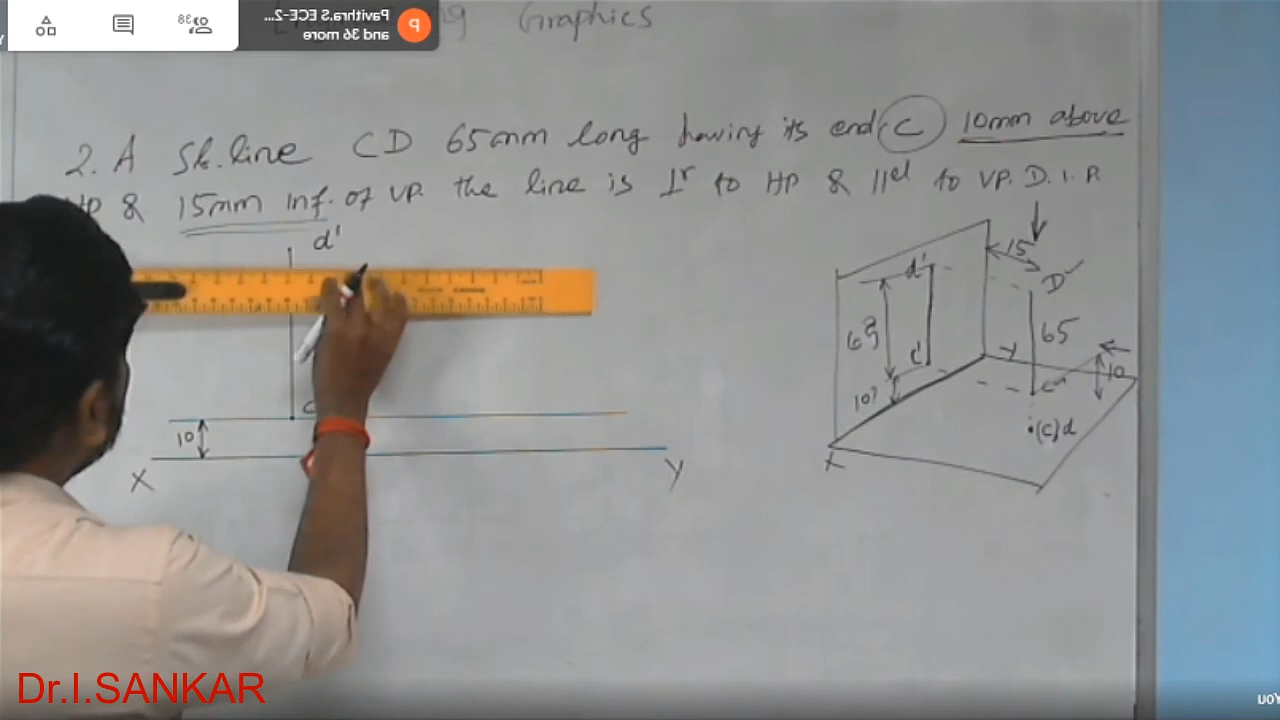 Pavithra.S ECE-2...
and 36 more
38
Graphics
2. A St. line CD 65mm long having its end C 10mm above
HP & 15mm inf. of VP. the line is ⊥r to HP & ||el to VP. D. I. P.
d'
10
X
Y
d'
15
D
65
65
c'
Y
10
10
C
(c)d
X
Dr.I.SANKAR
You